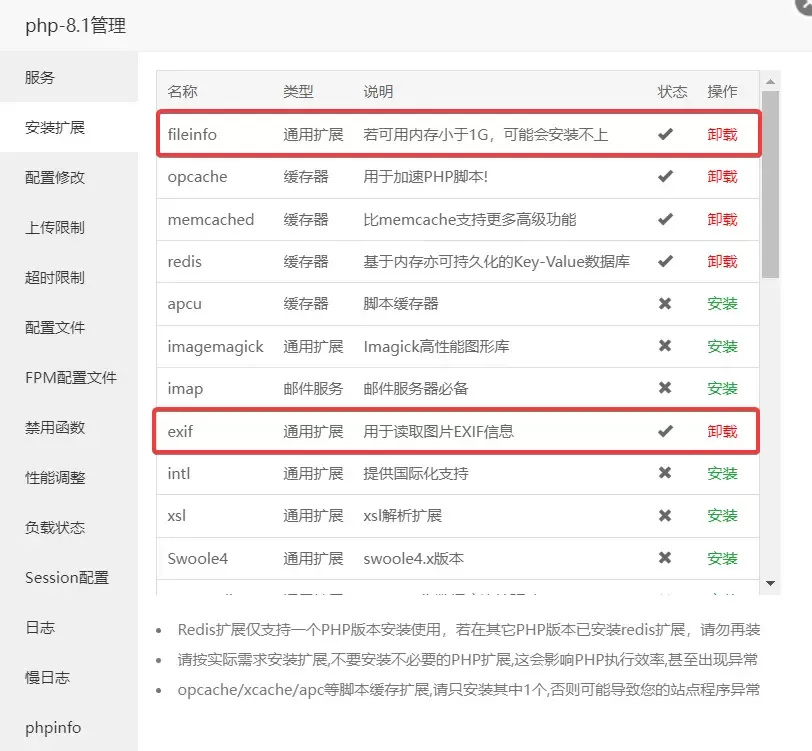 php-8.1管理
服务
安装扩展
配置修改
上传限制
超时限制
配置文件
FPM配置文件
禁用函数
性能调整
负载状态
Session配置
日志
慢日志
phpinfo
名称 类型 说明 状态 操作
fileinfo 通用扩展 若可用内存小于1G，可能会安装不上 卸载
opcache 缓存器 用于加速PHP脚本! 卸载
memcached 缓存器 比memcache支持更多高级功能 卸载
redis 缓存器 基于内存亦可持久化的Key-Value数据库 卸载
apcu 缓存器 脚本缓存器 安装
imagemagick 通用扩展 Imagick高性能图形库 安装
imap 邮件服务 邮件服务器必备 安装
exif 通用扩展 用于读取图片EXIF信息 卸载
intl 通用扩展 提供国际化支持 安装
xsl 通用扩展 xsl解析扩展 安装
Swoole4 通用扩展 swoole4.x版本 安装
Redis扩展仅支持一个PHP版本安装使用，若在其它PHP版本已安装redis扩展，请勿再装
请按实际需求安装扩展,不要安装不必要的PHP扩展,这会影响PHP执行效率,甚至出现异常
opcache/xcache/apc等脚本缓存扩展,请只安装其中1个,否则可能导致您的站点程序异常